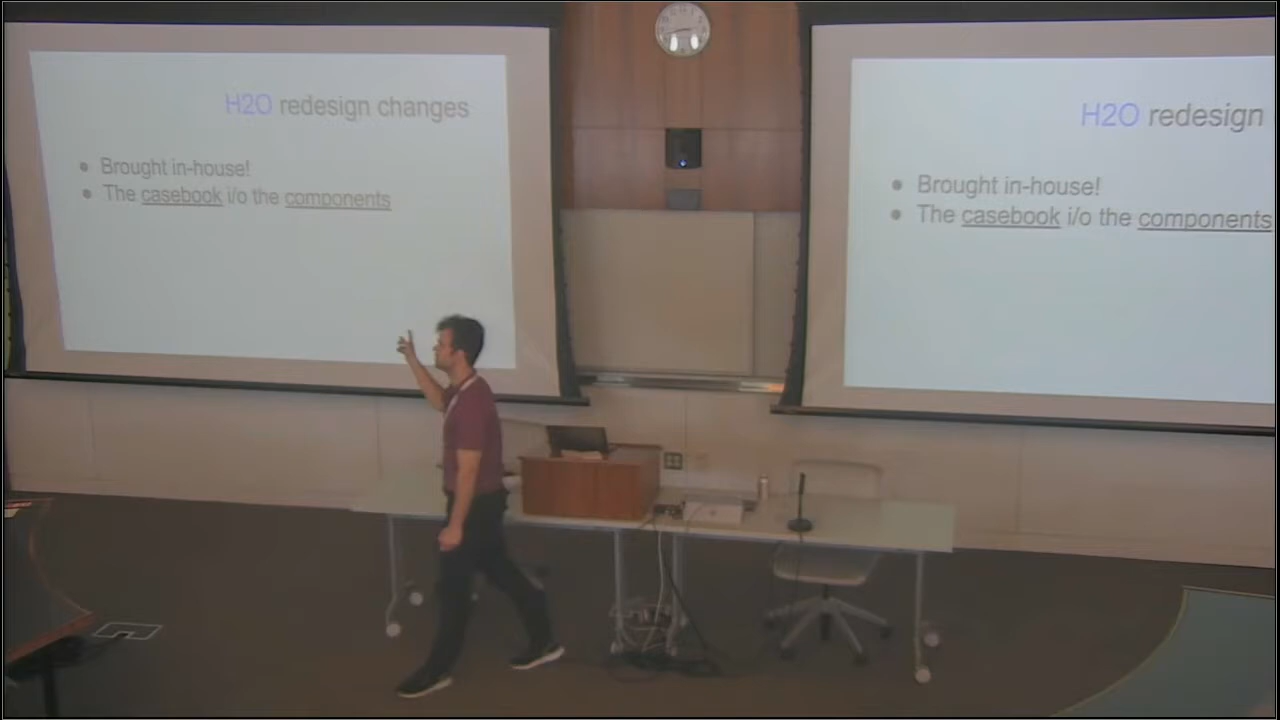 H2O redesign changes
● Brought in-house!
● The casebook i/o the components
H2O redesign
● Brought in-house!
● The casebook i/o the components